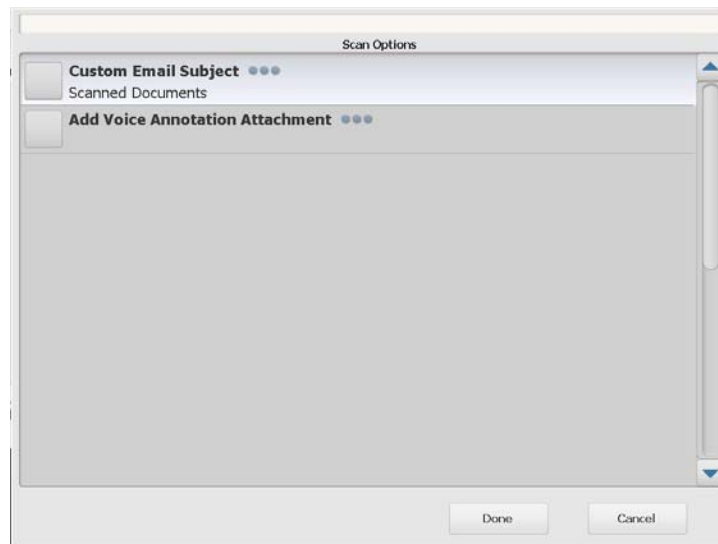 Scan Options
Custom Email Subject
Scanned Documents
Add Voice Annotation Attachment
Done Cancel